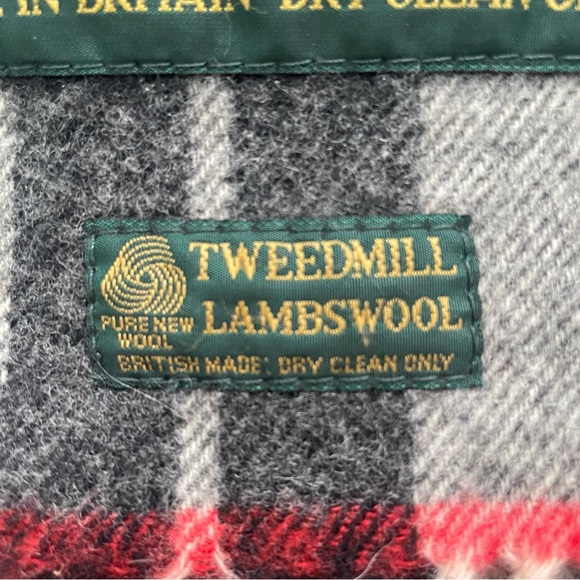 IN BRITAIN DRY CLEAN
TWEEDMILL
LAMBSWOOL
PURE NEW
WOOL
BRITISH MADE: DRY CLEAN ONLY